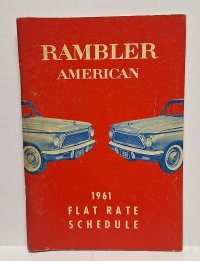 RAMBLER
AMERICAN
1961
FLAT RATE
SCHEDULE